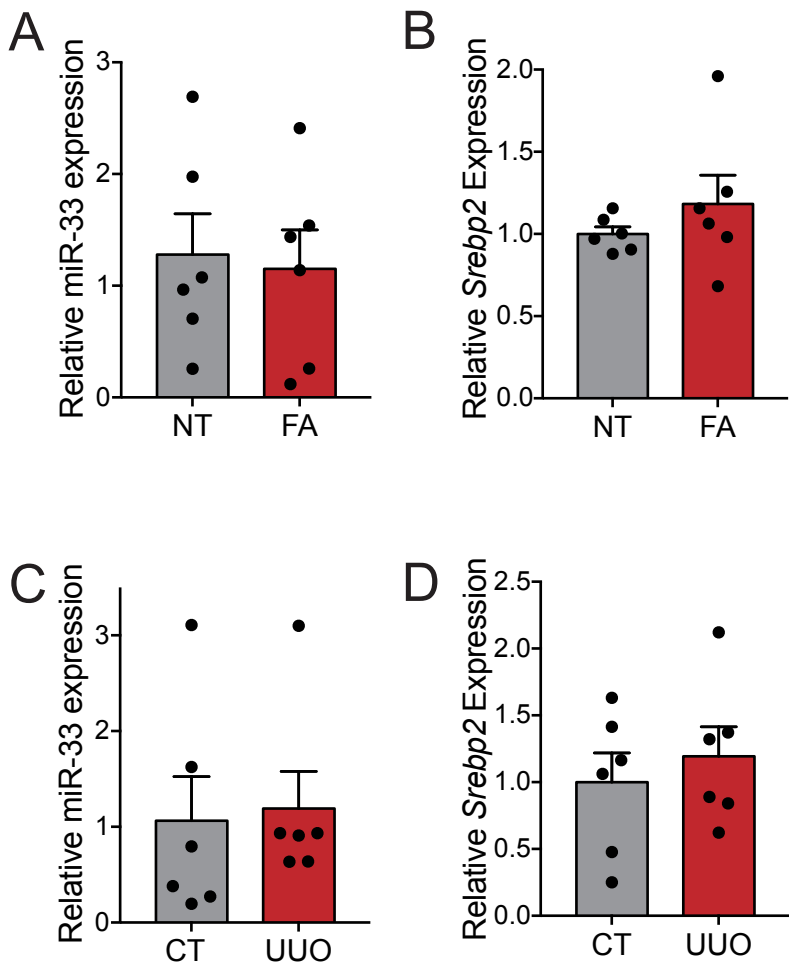 A
Relative miR-33 expression
3
2
1
0
NT FA
B
Relative Srebp2 Expression
2.0
1.5
1.0
0.5
0.0
NT FA
C
Relative miR-33 expression
3
2
1
0
CT UUO
D
Relative Srebp2 Expression
2.5
2.0
1.5
1.0
0.5
0.0
CT UUO